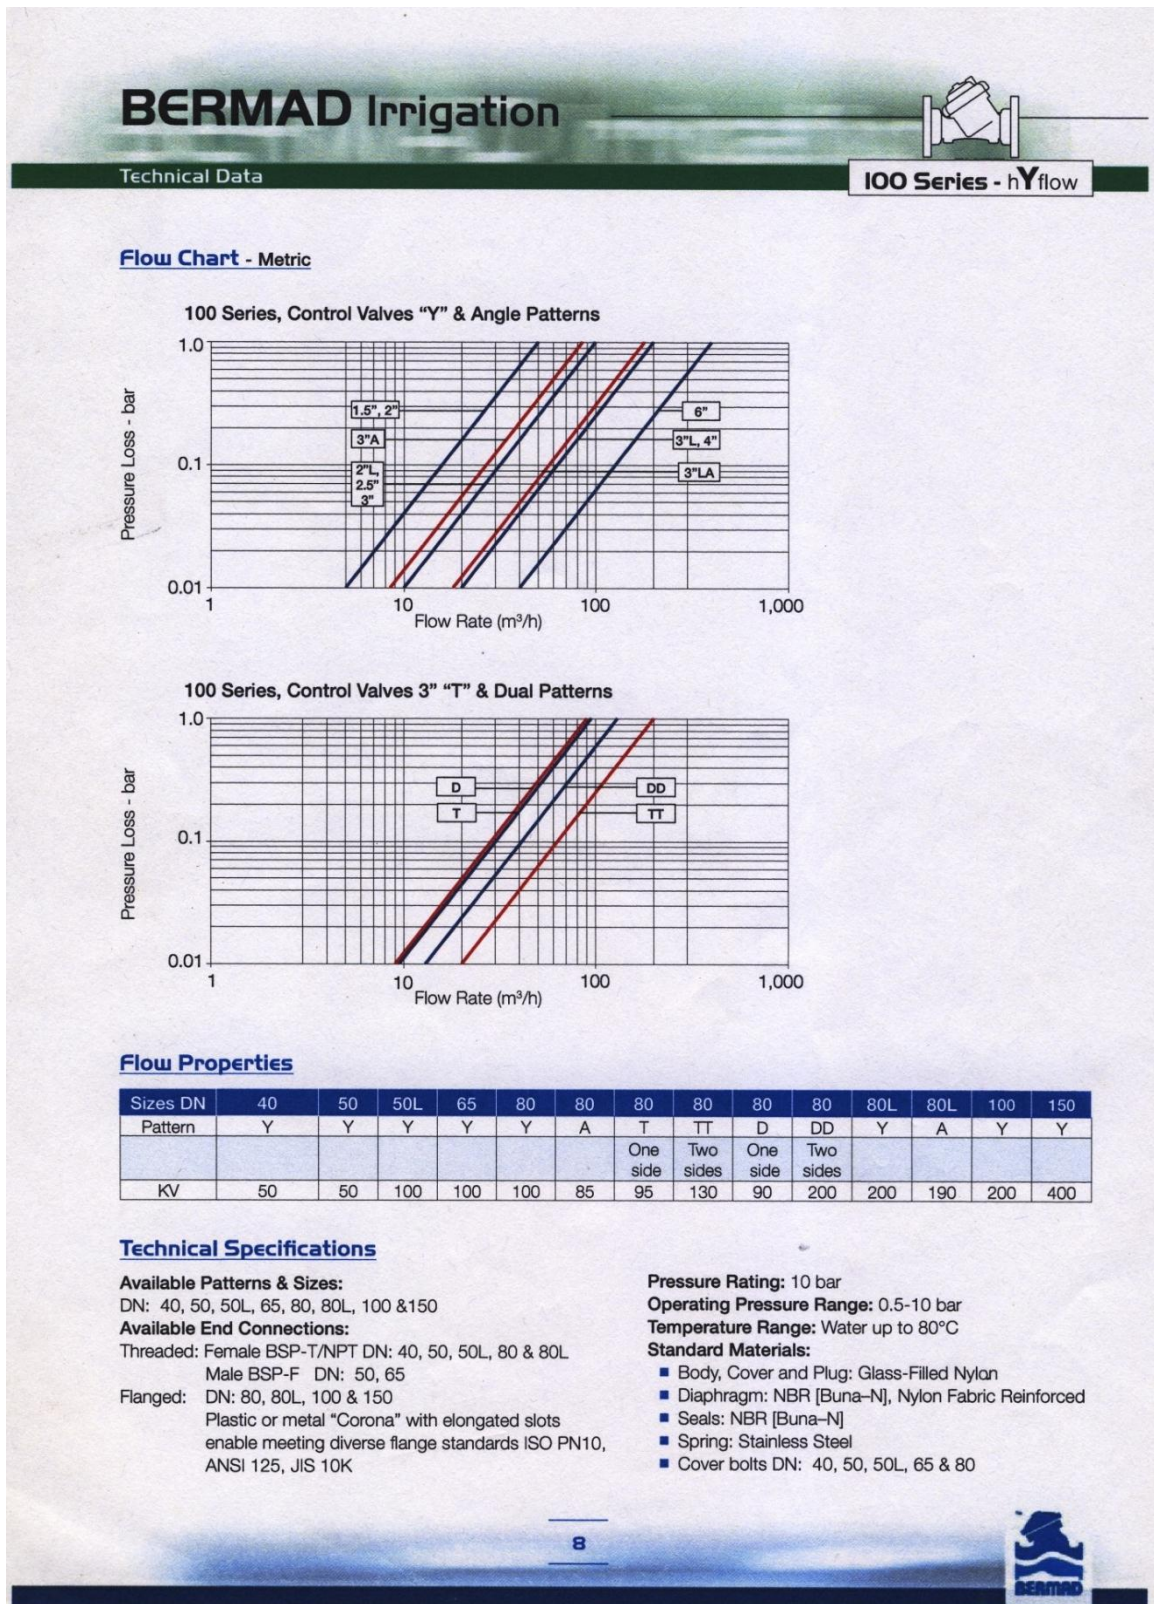 BERMAD Irrigation
Technical Data
100 Series - hYflow
Flow Chart - Metric
100 Series, Control Valves “Y” & Angle Patterns
Pressure Loss - bar
1.0
0.1
0.01
1.5", 2"
3"A
2"L,
2.5"
3"
6"
3"L, 4"
3"LA
1 10 100 1,000
Flow Rate (m³/h)
100 Series, Control Valves 3” “T” & Dual Patterns
Pressure Loss - bar
1.0
0.1
0.01
D DD
T TT
1 10 100 1,000
Flow Rate (m³/h)
Flow Properties
Sizes DN 40 50 50L 65 80 80 80 80 80 80 80L 80L 100 150
Pattern Y Y Y Y Y A T TT D DD Y A Y Y
One Two One Two
side sides side sides
KV 50 50 100 100 100 85 95 130 90 200 200 190 200 400
Technical Specifications
Available Patterns & Sizes:
DN: 40, 50, 50L, 65, 80, 80L, 100 &150
Available End Connections:
Threaded: Female BSP-T/NPT DN: 40, 50, 50L, 80 & 80L
Male BSP-F DN: 50, 65
Flanged: DN: 80, 80L, 100 & 150
Plastic or metal “Corona” with elongated slots
enable meeting diverse flange standards ISO PN10,
ANSI 125, JIS 10K
Pressure Rating: 10 bar
Operating Pressure Range: 0.5-10 bar
Temperature Range: Water up to 80°C
Standard Materials:
■ Body, Cover and Plug: Glass-Filled Nylon
■ Diaphragm: NBR [Buna–N], Nylon Fabric Reinforced
■ Seals: NBR [Buna–N]
■ Spring: Stainless Steel
■ Cover bolts DN: 40, 50, 50L, 65 & 80
8
BERMAD